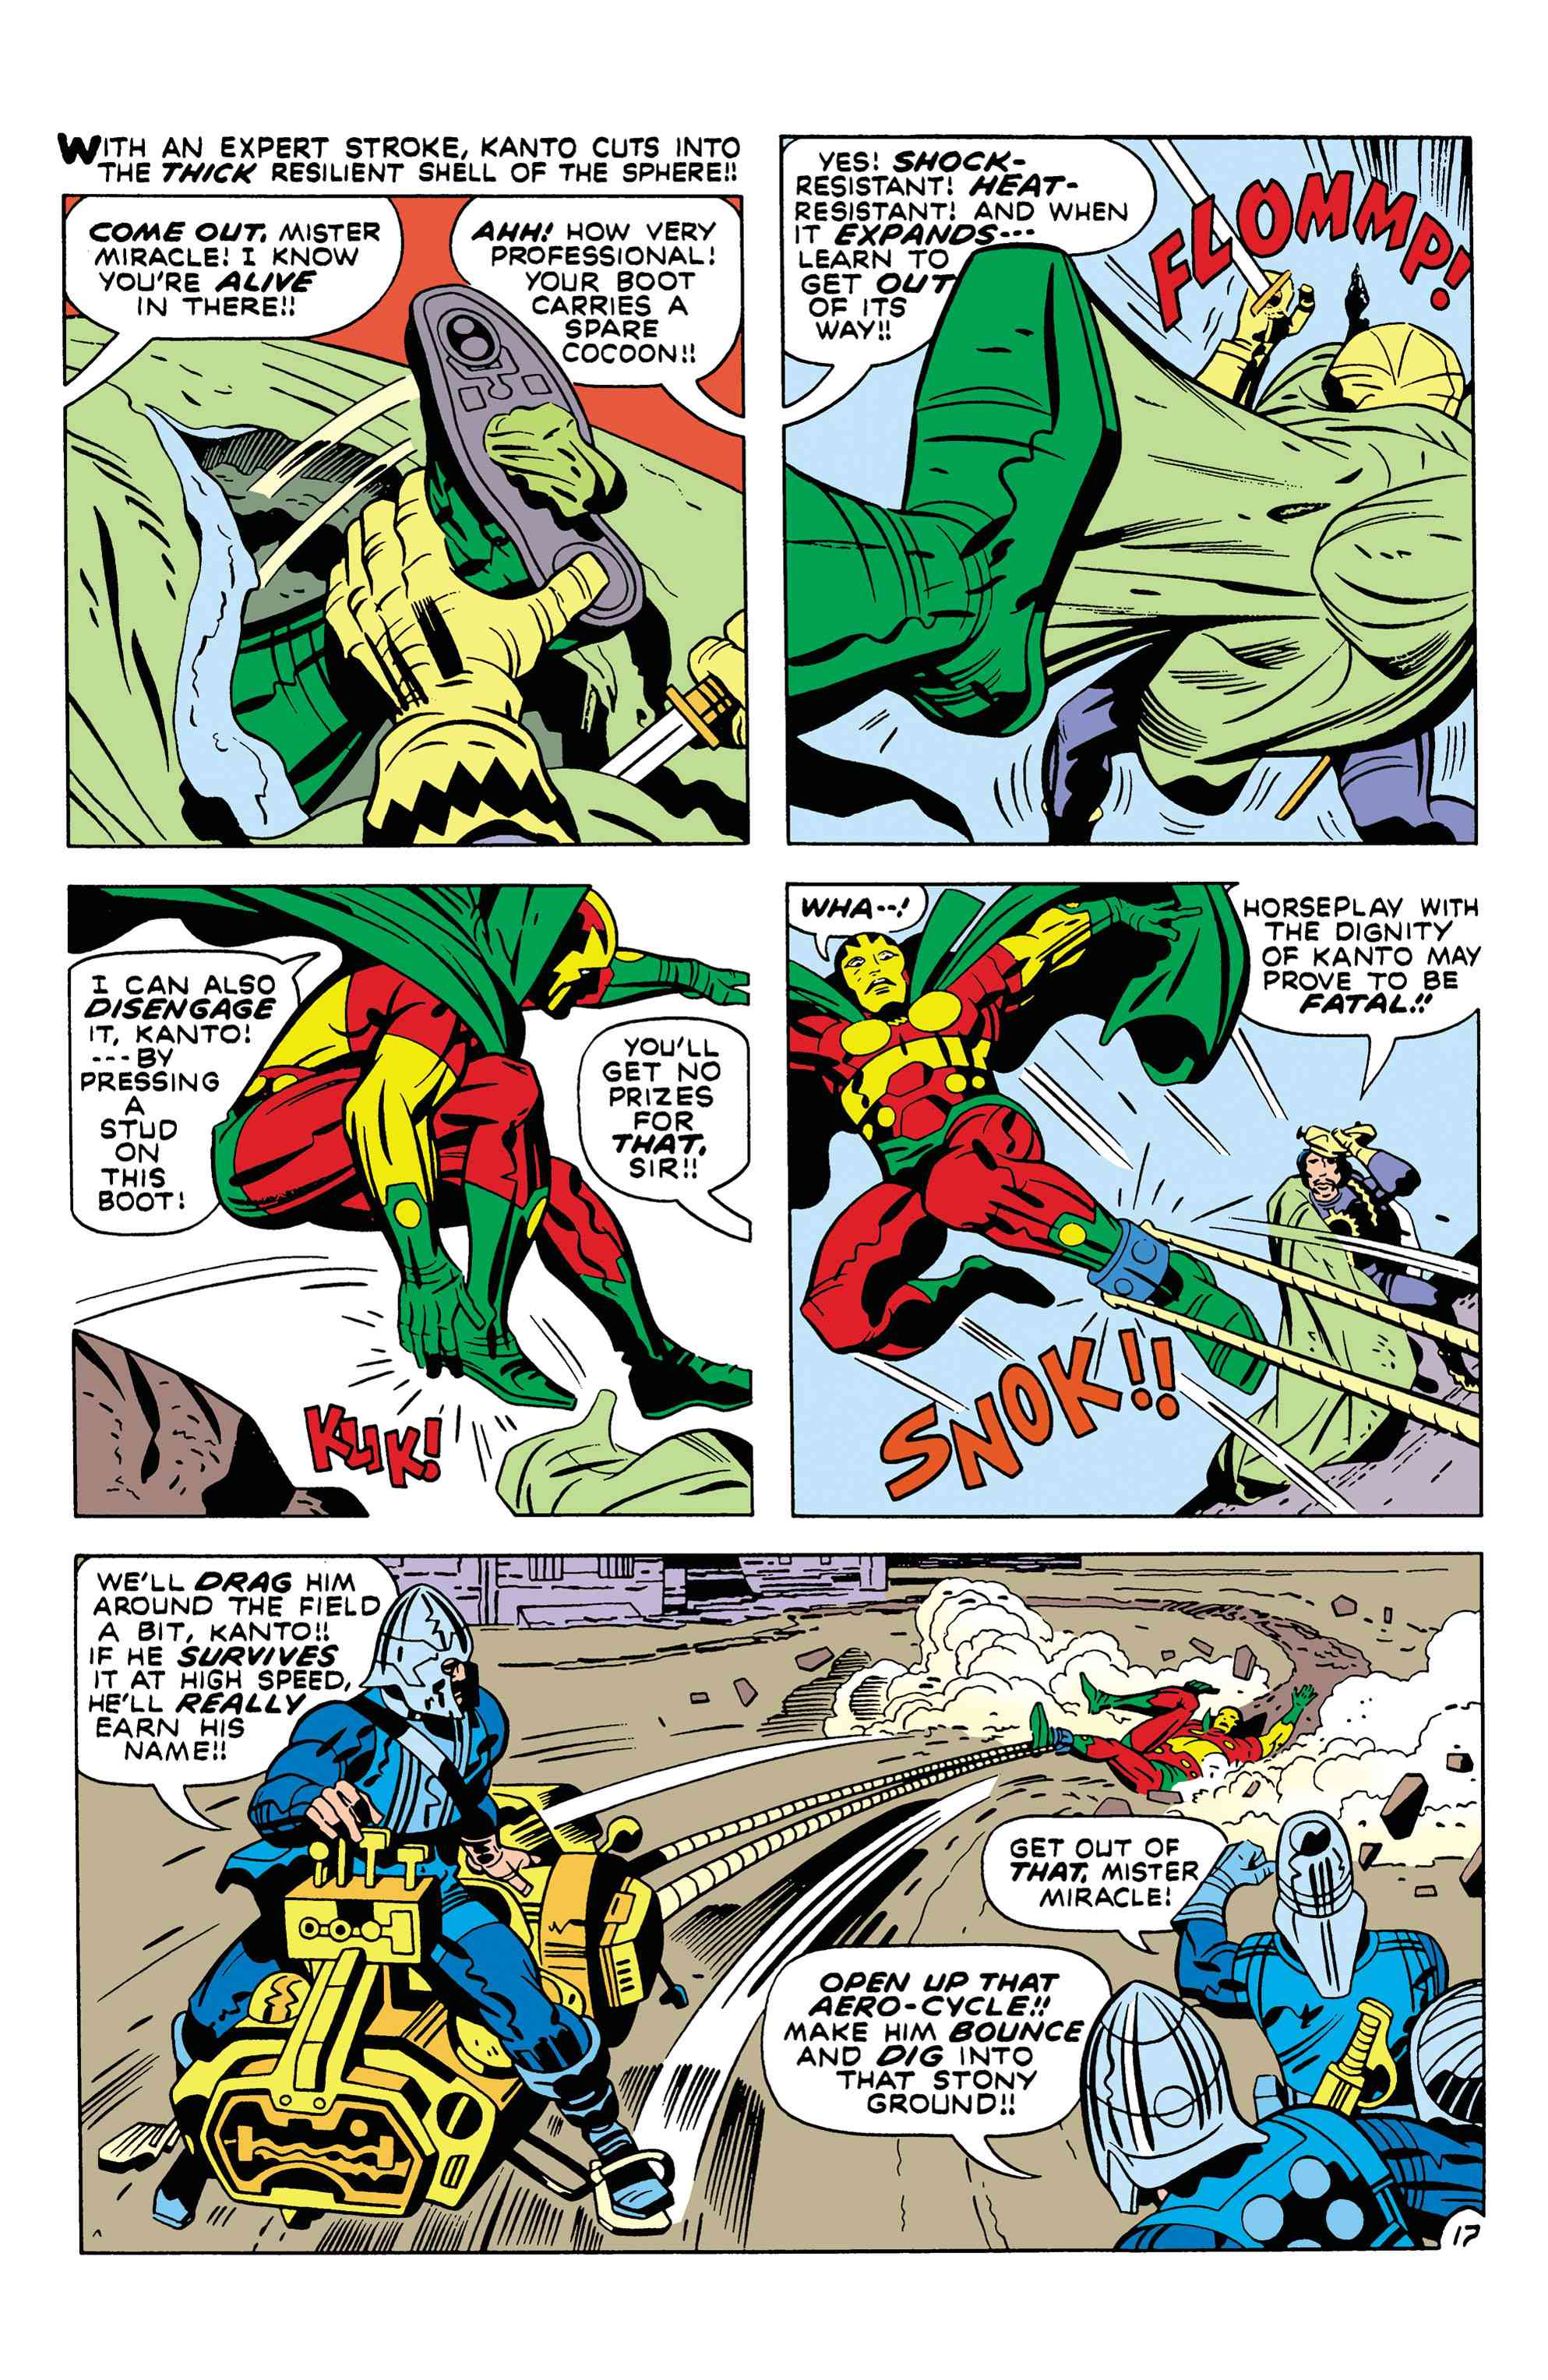 WITH AN EXPERT STROKE, KANTO CUTS INTO
THE THICK RESILIENT SHELL OF THE SPHERE!!
COME OUT, MISTER
MIRACLE! I KNOW
YOU'RE ALIVE
IN THERE!!
AHH! HOW VERY
PROFESSIONAL!
YOUR BOOT
CARRIES A
SPARE
COCOON!!
YES! SHOCK-
RESISTANT! HEAT-
RESISTANT! AND WHEN
IT EXPANDS---
LEARN TO
GET OUT
OF ITS
WAY!!
FLOMMP!
I CAN ALSO
DISENGAGE
IT, KANTO!
---BY
PRESSING
A
STUD
ON
THIS
BOOT!
YOU'LL
GET NO
PRIZES
FOR
THAT,
SIR!!
KLIK!
WHA--!
HORSEPLAY WITH
THE DIGNITY
OF KANTO MAY
PROVE TO BE
FATAL!!
SNOK!!
WE'LL DRAG HIM
AROUND THE FIELD
A BIT, KANTO!!
IF HE SURVIVES
IT AT HIGH SPEED,
HE'LL REALLY
EARN HIS
NAME!!
GET OUT OF
THAT, MISTER
MIRACLE!
OPEN UP THAT
AERO-CYCLE!!
MAKE HIM BOUNCE
AND DIG INTO
THAT STONY
GROUND!!
17